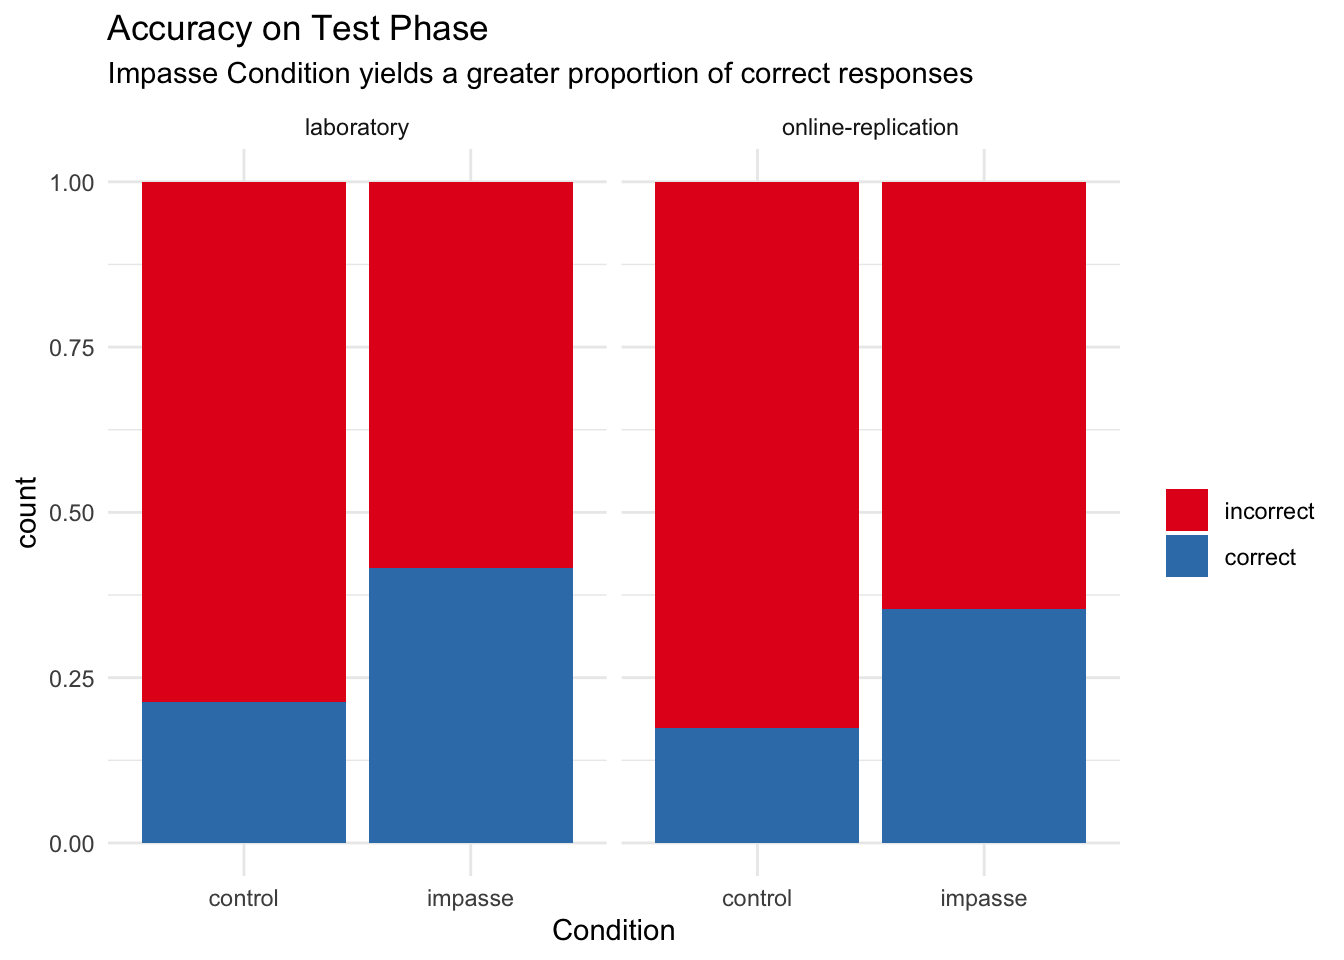 Accuracy on Test Phase
Impasse Condition yields a greater proportion of correct responses
laboratory
online-replication
1.00
0.75
0.50
0.25
0.00
count
control
impasse
control
impasse
Condition
incorrect
correct